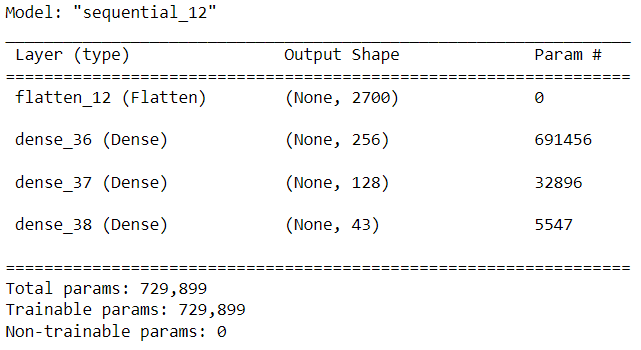 Model: "sequential_12"
_________________________________________________________________
Layer (type) Output Shape Param #
=================================================================
flatten_12 (Flatten) (None, 2700) 0
dense_36 (Dense) (None, 256) 691456
dense_37 (Dense) (None, 128) 32896
dense_38 (Dense) (None, 43) 5547
=================================================================
Total params: 729,899
Trainable params: 729,899
Non-trainable params: 0